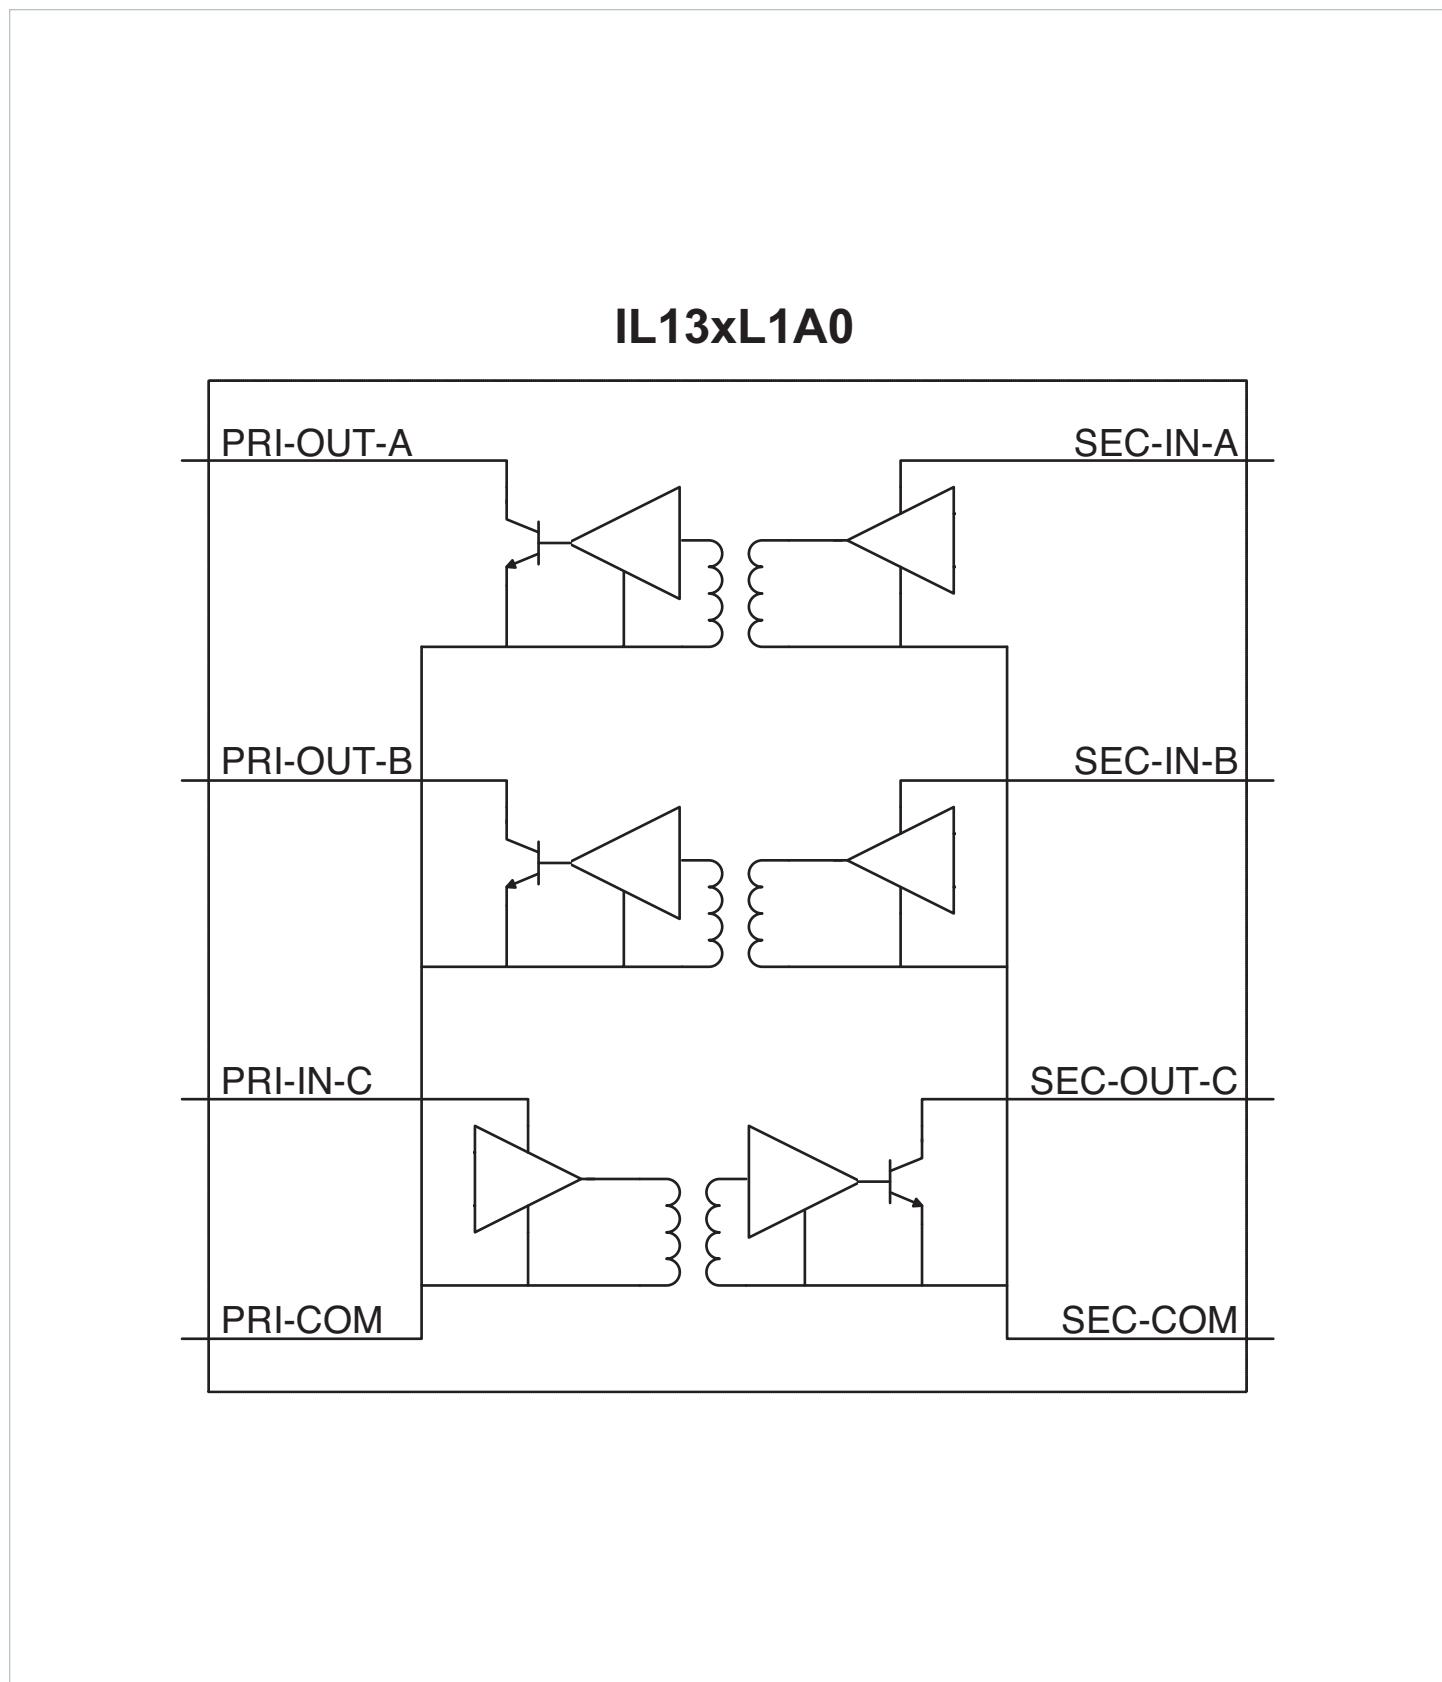 IL13xL1A0
PRI-OUT-A
SEC-IN-A
PRI-OUT-B
SEC-IN-B
PRI-IN-C
SEC-OUT-C
PRI-COM
SEC-COM